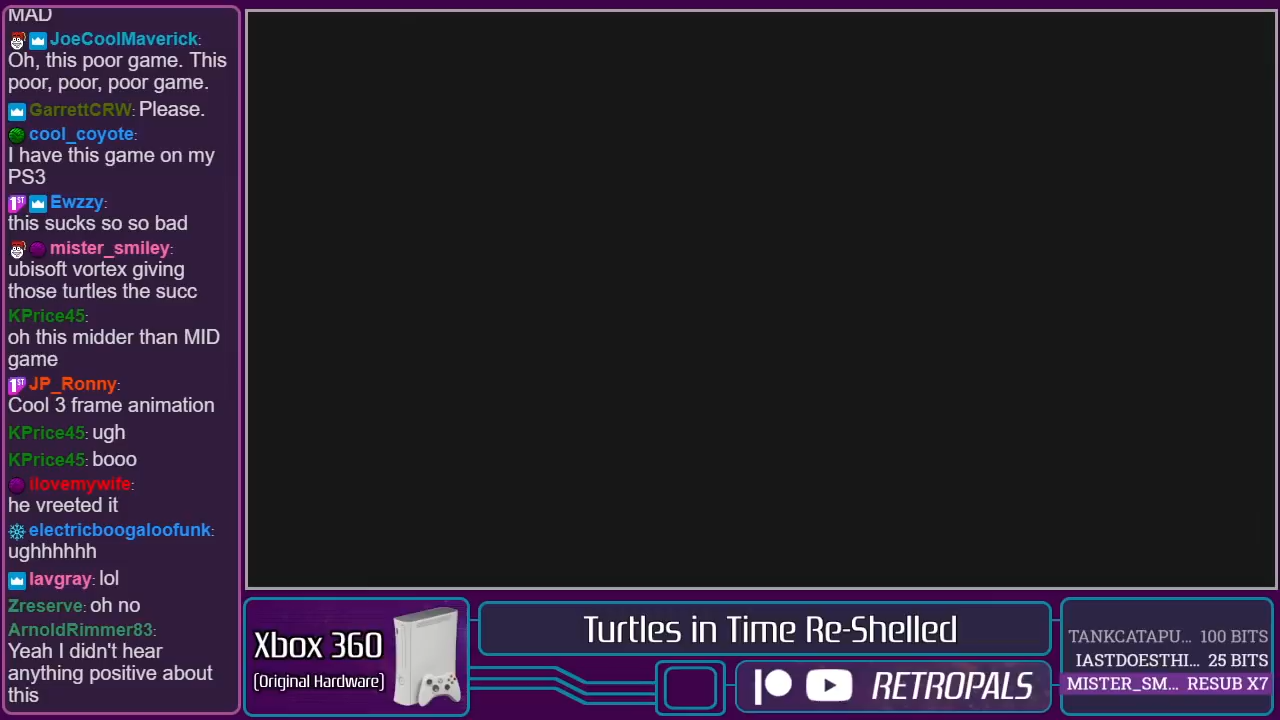 MAD
JoeCoolMaverick:
Oh, this poor game. This
poor, poor, poor game.
GarrettCRW: Please.
cool_coyote:
I have this game on my
PS3
1ST Ewzzy:
this sucks so so bad
mister_smiley:
ubisoft vortex giving
those turtles the succ
KPrice45:
oh this midder than MID
game
1ST JP_Ronny:
Cool 3 frame animation
KPrice45: ugh
KPrice45: booo
ilovemywife:
he vreeted it
electricboogaloofunk:
ughhhhhh
lavgray: lol
Zreserve: oh no
ArnoldRimmer83:
Yeah I didn't hear
anything positive about
this
Xbox 360
(Original Hardware)
Turtles in Time Re-Shelled
RETROPALS
TANKCATAPU... 100 BITS
IASTDOESTHI... 25 BITS
MISTER_SM... RESUB X7